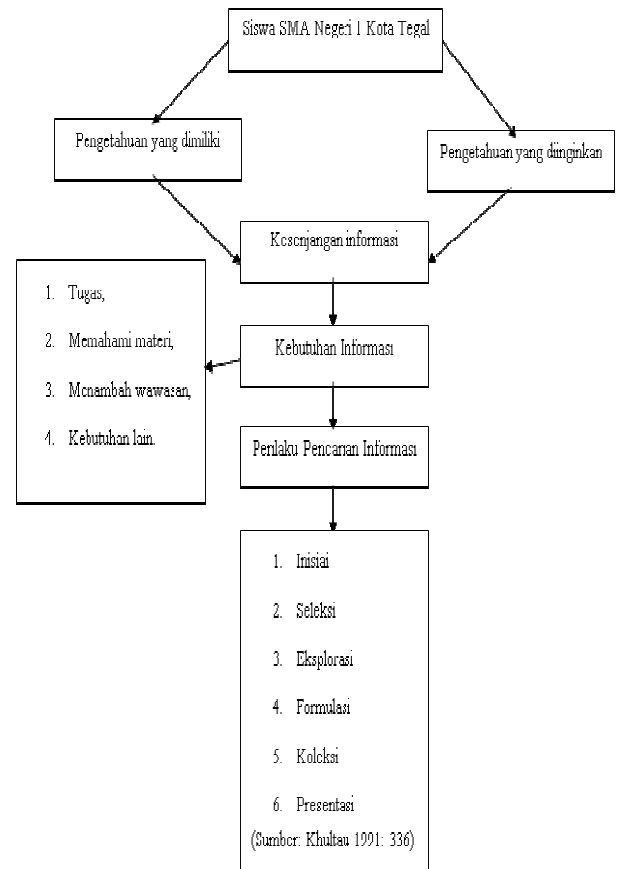 Siswa SMA Negeri 1 Kota Tegal
Pengetahuan yang dimiliki
Pengetahuan yang diinginkan
Kesenjangan informasi
1. Tugas,
2. Memahami materi,
3. Menambah wawasan,
4. Kebutuhan lain.
Kebutuhan Informasi
Perilaku Pencarian Informasi
1. Inisiai
2. Seleksi
3. Eksplorasi
4. Formulasi
5. Koleksi
6. Presentasi
(Sumber: Khultau 1991: 336)